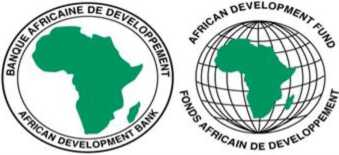 BANQUE AFRICAINE DE DEVELOPPEMENT
AFRICAN DEVELOPMENT BANK
AFRICAN DEVELOPMENT FUND
FONDS AFRICAIN DE DEVELOPPEMENT